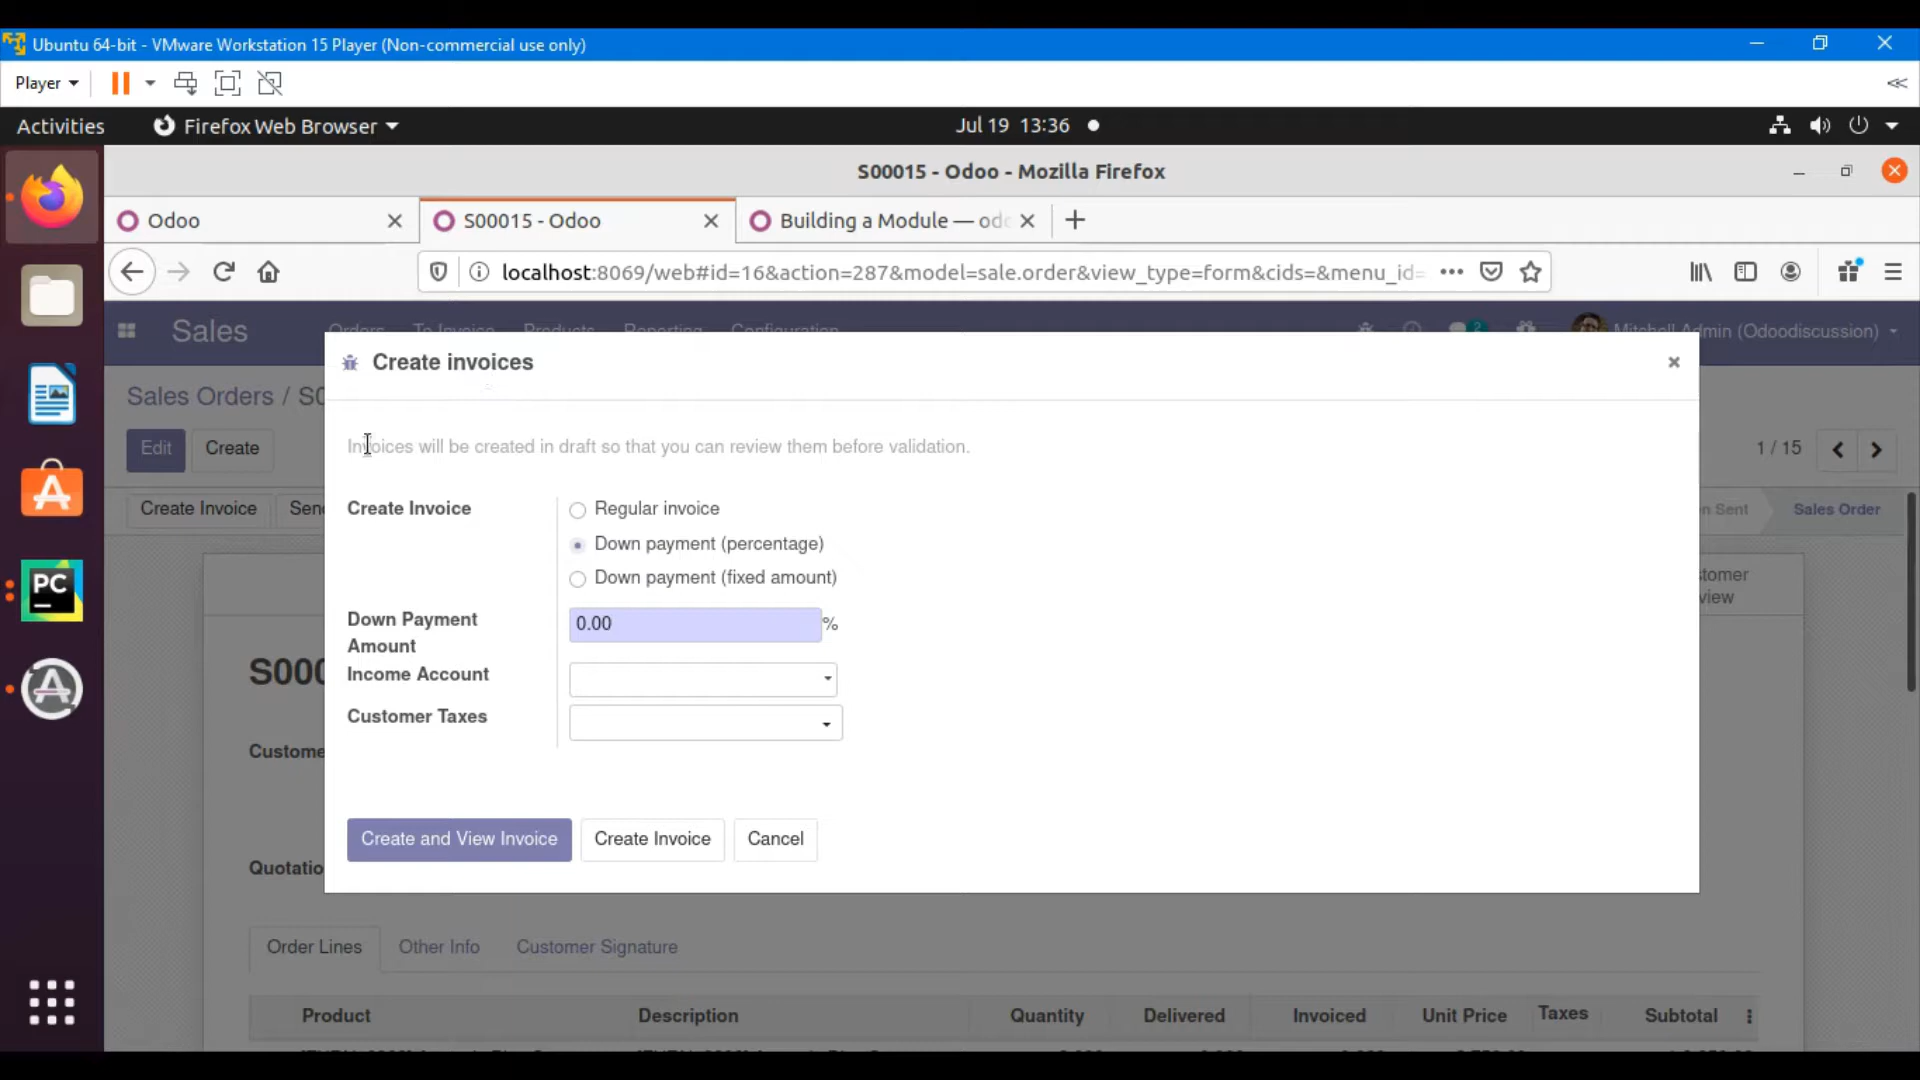 Ubuntu 64-bit - VMware Workstation 15 Player (Non-commercial use only)
Player
Activities
Firefox Web Browser
Jul 19 13:36
S00015 - Odoo - Mozilla Firefox
Odoo
S00015 - Odoo
Building a Module — od
localhost:8069/web#id=16&action=287&model=sale.order&view_type=form&cids=&menu_id=
Sales
Orders
To Invoice
Products
Reporting
Configuration
2
Mitchell Admin (Odoodiscussion)
Create invoices
Sales Orders / S0
Edit
Create
1 / 15
Invoices will be created in draft so that you can review them before validation.
Create Invoice
Sen
n Sent
Sales Order
Create Invoice
Regular invoice
Down payment (percentage)
Down payment (fixed amount)
Down Payment
Amount
0.00
%
Income Account
Customer Taxes
tomer
view
S000
Custome
Create and View Invoice
Create Invoice
Cancel
Quotatio
Order Lines
Other Info
Customer Signature
Product
Description
Quantity
Delivered
Invoiced
Unit Price
Taxes
Subtotal
PC